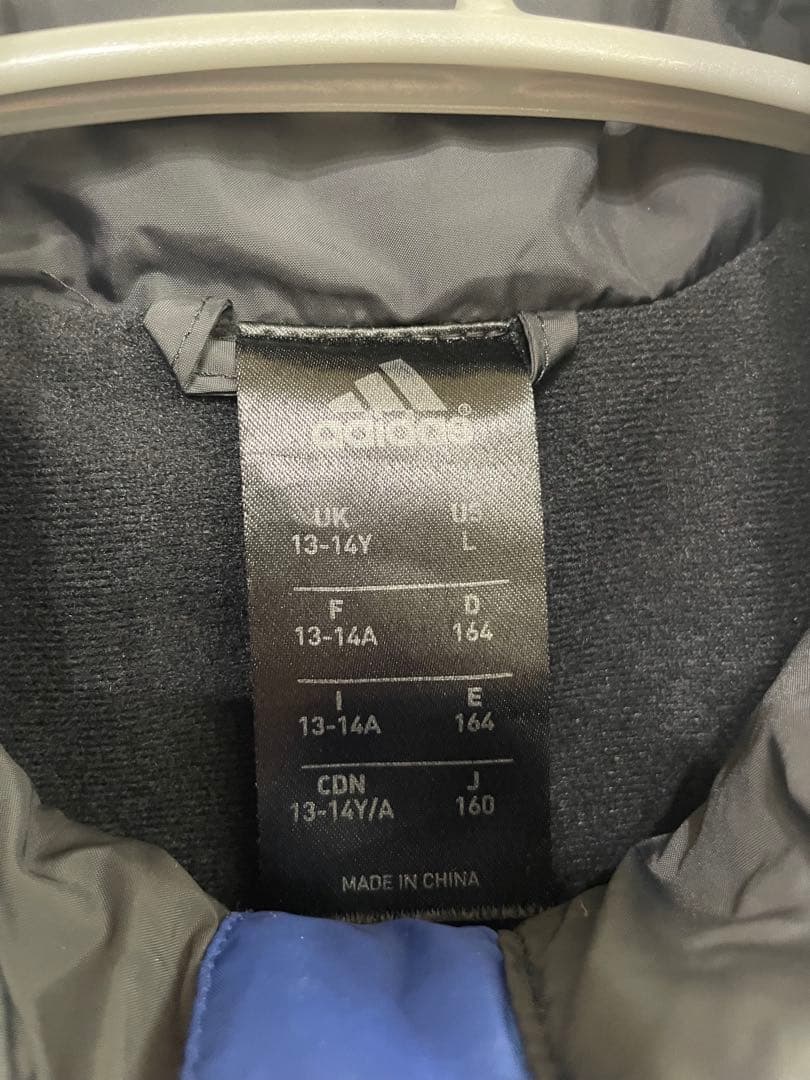 adidas®
UK US
13-14Y L
F D
13-14A 164
I E
13-14A 164
CDN J
13-14Y/A 160
MADE IN CHINA